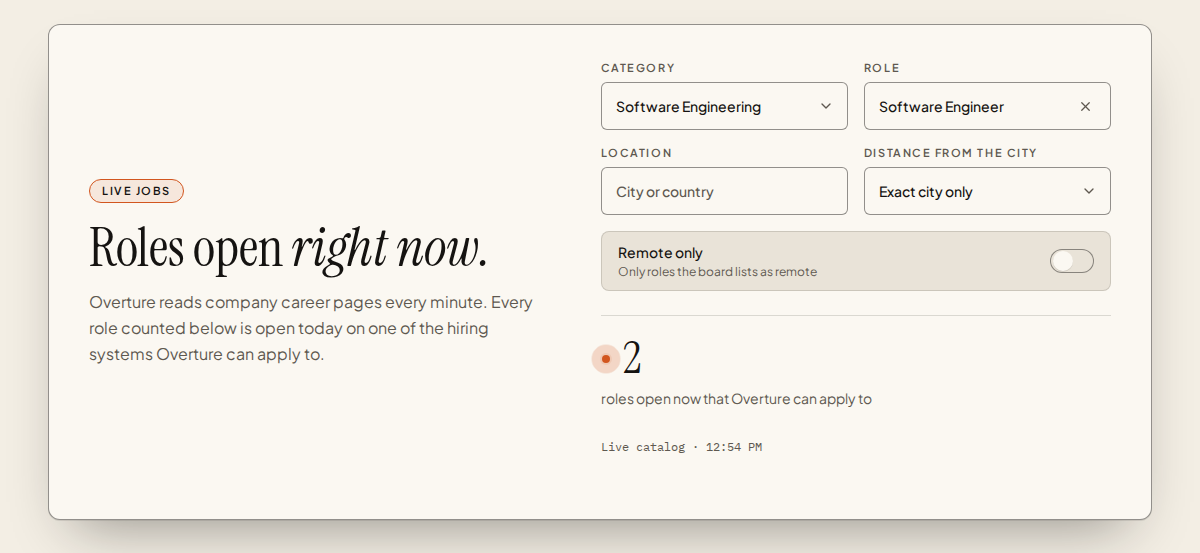 LIVE JOBS
Roles open right now.
Overture reads company career pages every minute. Every
role counted below is open today on one of the hiring
systems Overture can apply to.
CATEGORY
Software Engineering
ROLE
Software Engineer
LOCATION
City or country
DISTANCE FROM THE CITY
Exact city only
Remote only
Only roles the board lists as remote
2
roles open now that Overture can apply to
Live catalog · 12:54 PM